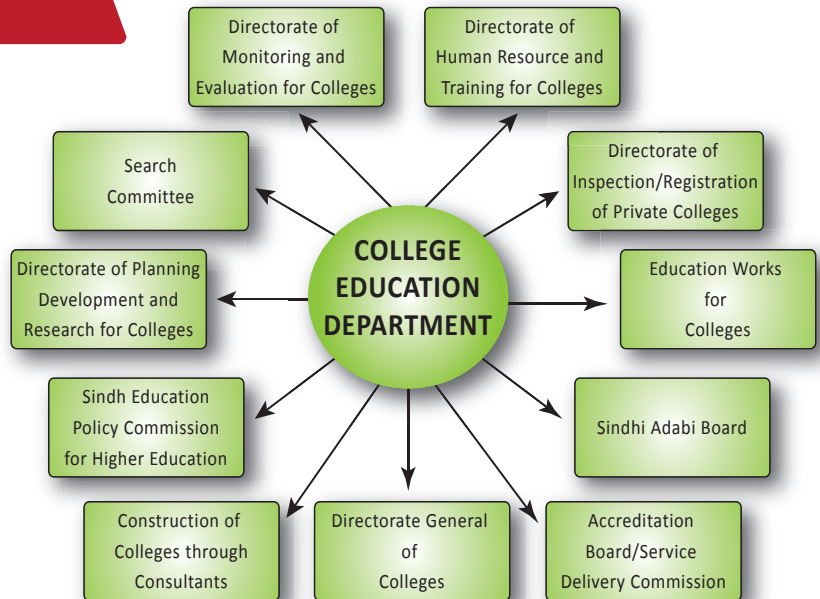 Directorate of
Monitoring and
Evaluation for Colleges
Directorate of
Human Resource and
Training for Colleges
Search
Committee
Directorate of
Inspection/Registration
of Private Colleges
COLLEGE
EDUCATION
DEPARTMENT
Directorate of Planning
Development and
Research for Colleges
Education Works
for
Colleges
Sindh Education
Policy Commission
for Higher Education
Sindhi Adabi Board
Construction of
Colleges through
Consultants
Directorate General
of
Colleges
Accreditation
Board/Service
Delivery Commission